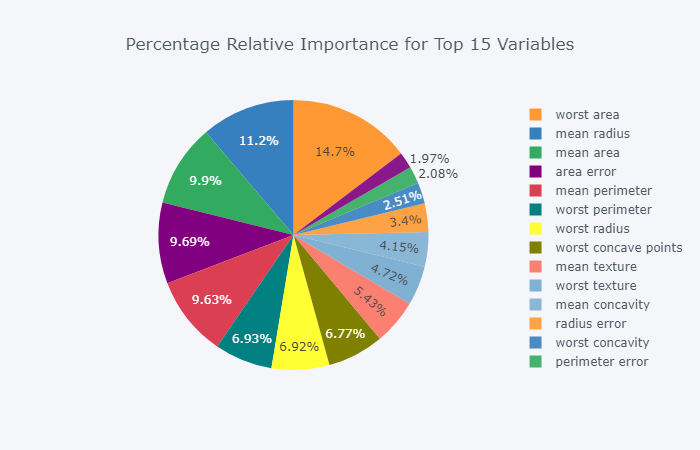 Percentage Relative Importance for Top 15 Variables
14.7%
11.2%
9.9%
9.69%
9.63%
6.93%
6.92%
6.77%
5.43%
4.72%
4.15%
3.4%
2.51%
2.08%
1.97%
worst area
mean radius
mean area
area error
mean perimeter
worst perimeter
worst radius
worst concave points
mean texture
worst texture
mean concavity
radius error
worst concavity
perimeter error